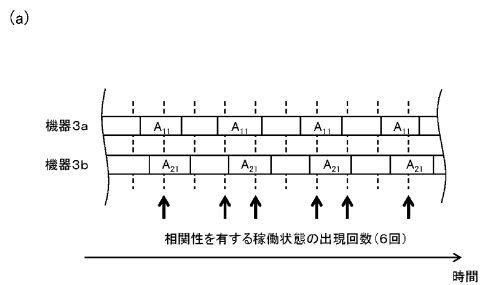 (a)
機器3a A₁₁ A₁₁ A₁₁ A₁₁
機器3b A₂₁ A₂₁ A₂₁ A₂₁
相関性を有する稼働状態の出現回数(6回)
時間